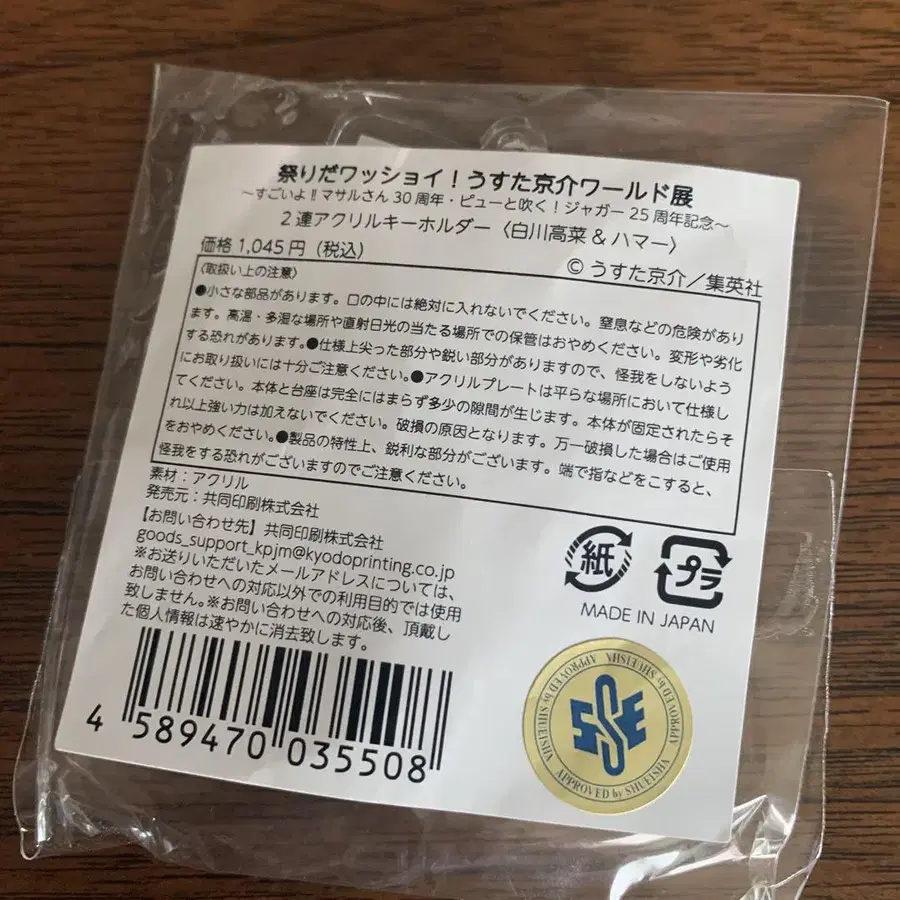 祭りだワッショイ！うすた京介ワールド展
～すごいよ!!マサルさん30周年・ピューと吹く！ジャガー25周年記念～
2連アクリルキーホルダー〈白川高菜&ハマー〉
価格1,045円（税込）
© うすた京介／集英社
〈取扱い上の注意〉
●小さな部品があります。口の中には絶対に入れないでください。窒息などの危険があり
ます。高温・多湿な場所や直射日光の当たる場所での保管はおやめください。変形や劣化
する恐れがあります。●仕様上尖った部分や鋭い部分がありますので、怪我をしないよう
にお取り扱いには十分ご注意ください。●アクリルプレートは平らな場所において仕様し
てください。本体と台座は完全にはまらず多少の隙間が生じます。本体が固定されたらそ
れ以上強い力は加えないでください。破損の原因となります。万一破損した場合はご使用
をおやめください。●製品の特性上、鋭利な部分がございます。端で指などをこすると、
怪我をする恐れがございますのでご注意ください。
素材：アクリル
発売元：共同印刷株式会社
【お問い合わせ先】共同印刷株式会社
goods_support_kpjm@kyodoprinting.co.jp
※お送りいただいたメールアドレスについては、
お問い合わせへの対応以外での利用目的では使用
致しません。※お問い合わせへの対応後、頂戴し
た個人情報は速やかに消去致します。
紙
プラ
MADE IN JAPAN
4 589470 035508
APPROVED by SHUEISHA APPROVED by SHUEISHA APPROVED by SHUEISHA
SSE